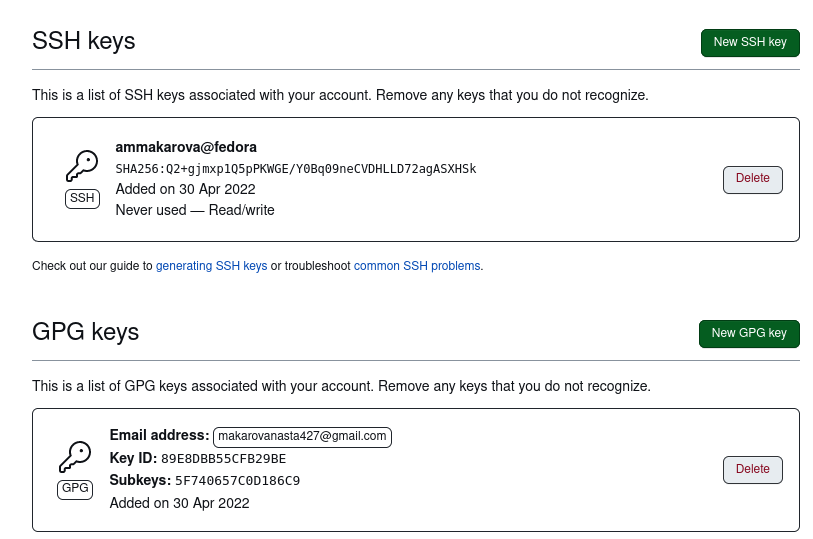 SSH keys
New SSH key
This is a list of SSH keys associated with your account. Remove any keys that you do not recognize.
ammakarova@fedora
SHA256:Q2+gjmxp1Q5pPKWGE/Y0Bq09neCVDHLLD72agASXHSk
Added on 30 Apr 2022
Never used — Read/write
SSH
Delete
Check out our guide to generating SSH keys or troubleshoot common SSH problems.
GPG keys
New GPG key
This is a list of GPG keys associated with your account. Remove any keys that you do not recognize.
Email address: makarovanasta427@gmail.com
Key ID: 89E8DBB55CFB29BE
Subkeys: 5F740657C0D186C9
Added on 30 Apr 2022
GPG
Delete